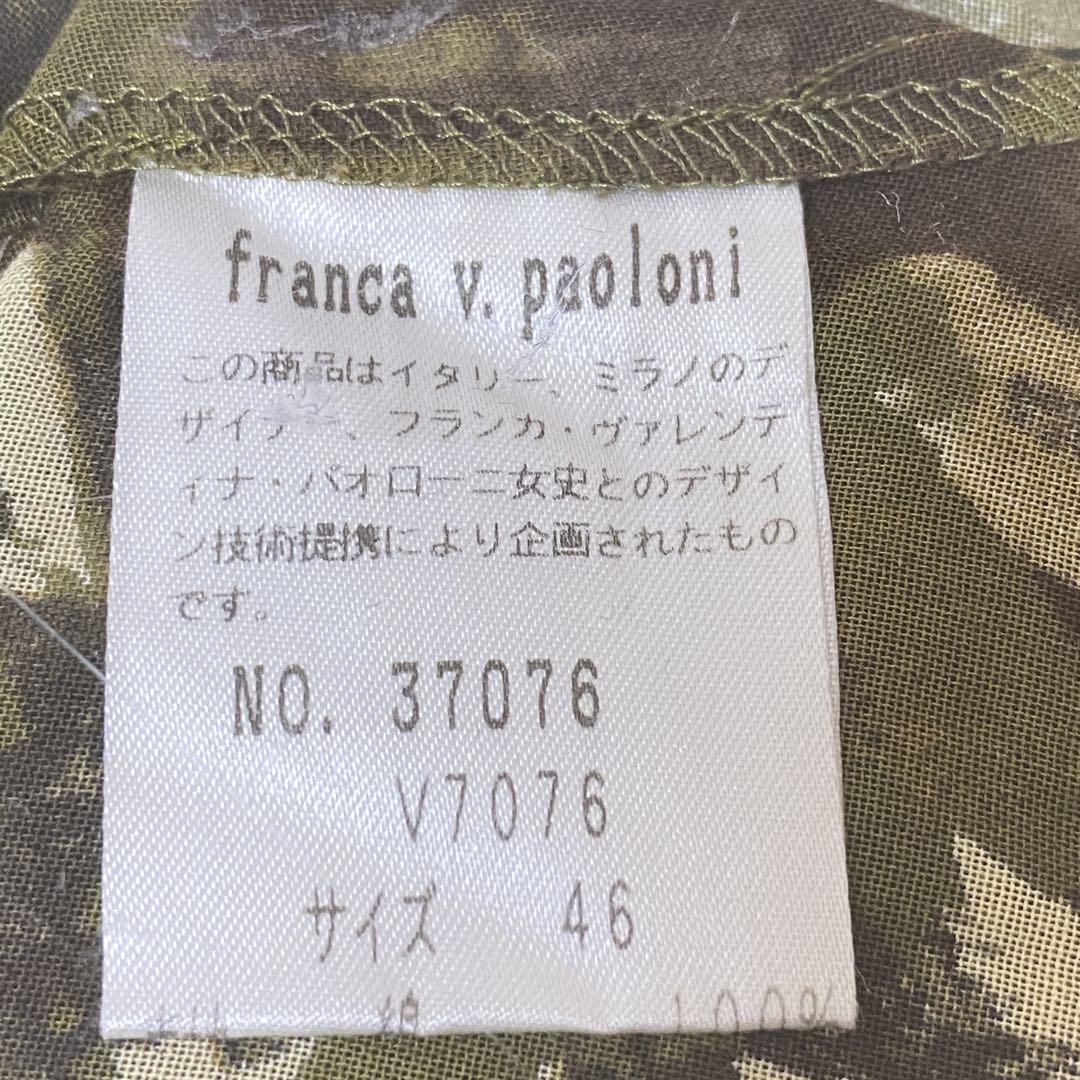 franca v. paoloni
この商品はイタリー、ミラノのデ
ザイナー、フランカ・ヴァレンテ
ィナ・パオローニ女史とのデザイ
ン技術提携により企画されたもの
です。
NO. 37076
V7076
サイズ 46
100%